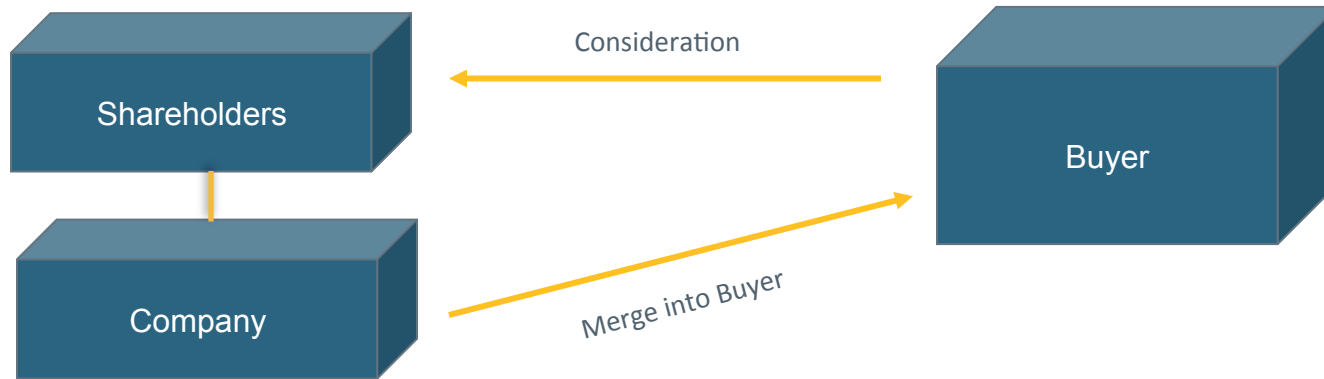 Consideration
Shareholders
Buyer
Company
Merge into Buyer